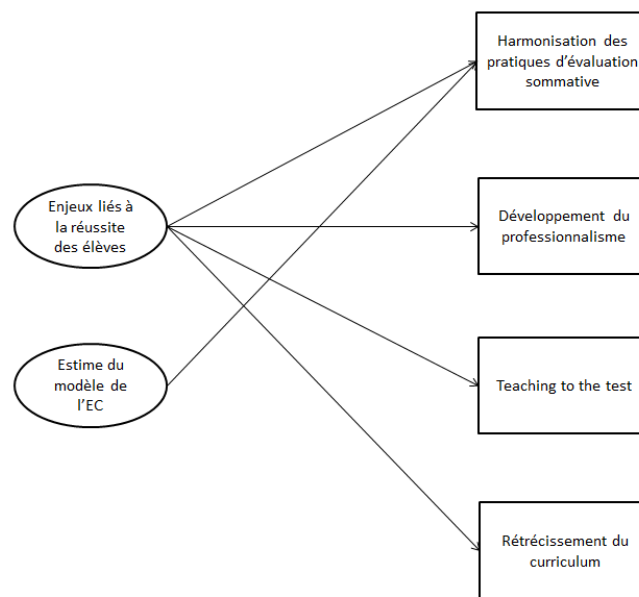 Harmonisation des
pratiques d'évaluation
sommative
Enjeux liés à
la réussite
des élèves
Développement du
professionnalisme
Estime du
modèle de
l'EC
Teaching to the test
Rétrécissement du
curriculum